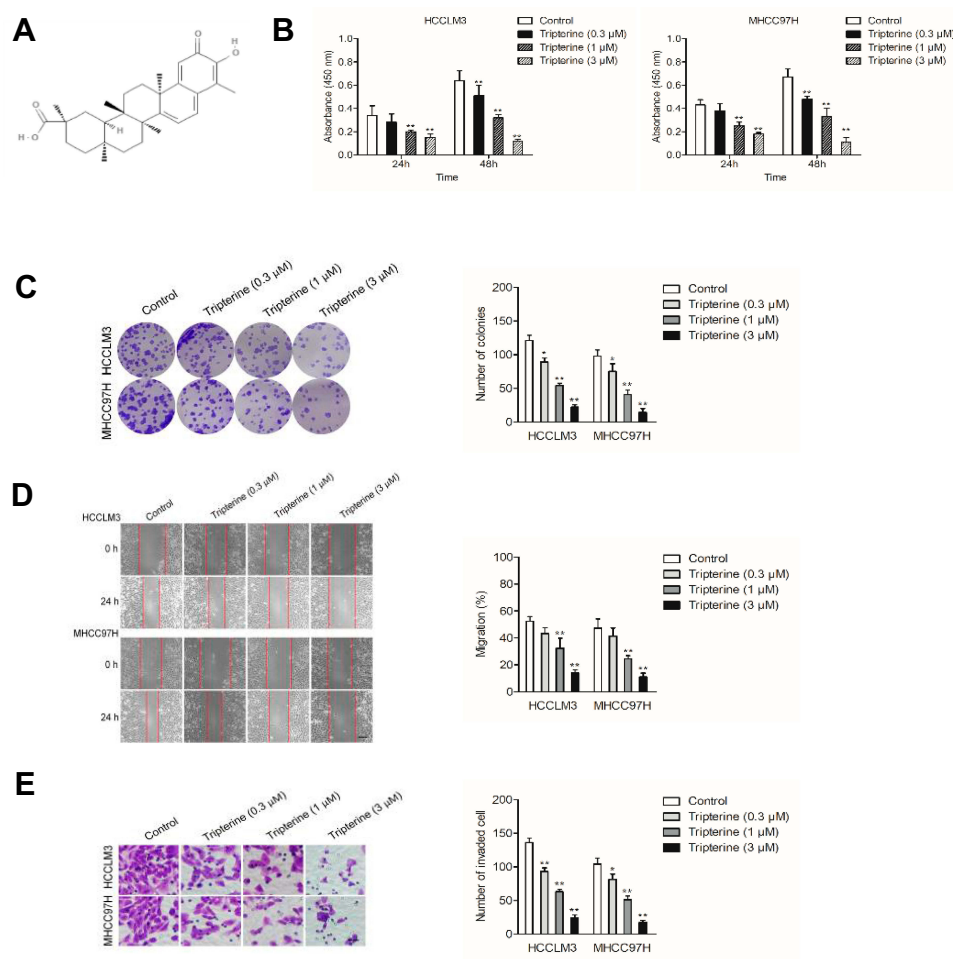 A
O
O
H
O
H-O
H
B
HCCLM3
Control
Tripterine (0.3 µM)
Tripterine (1 µM)
Tripterine (3 µM)
Absorbance (450 nm)
1.0
0.8
0.6
0.4
0.2
0.0
** ** ** ** **
24h 48h
Time
MHCC97H
Control
Tripterine (0.3 µM)
Tripterine (1 µM)
Tripterine (3 µM)
Absorbance (450 nm)
1.0
0.8
0.6
0.4
0.2
0.0
** ** ** ** **
24h 48h
Time
C
Control Tripterine (0.3 µM) Tripterine (1 µM) Tripterine (3 µM)
HCCLM3
MHCC97H
Control
Tripterine (0.3 µM)
Tripterine (1 µM)
Tripterine (3 µM)
Number of colonies
200
150
100
50
0
* ** ** * ** **
HCCLM3 MHCC97H
D
Control Tripterine (0.3 µM) Tripterine (1 µM) Tripterine (3 µM)
HCCLM3
0 h
24 h
MHCC97H
0 h
24 h
Control
Tripterine (0.3 µM)
Tripterine (1 µM)
Tripterine (3 µM)
Migration (%)
100
80
60
40
20
0
** ** ** **
HCCLM3 MHCC97H
E
Control Tripterine (0.3 µM) Tripterine (1 µM) Tripterine (3 µM)
HCCLM3
MHCC97H
Control
Tripterine (0.3 µM)
Tripterine (1 µM)
Tripterine (3 µM)
Number of invaded cell
200
150
100
50
0
** ** ** * ** **
HCCLM3 MHCC97H